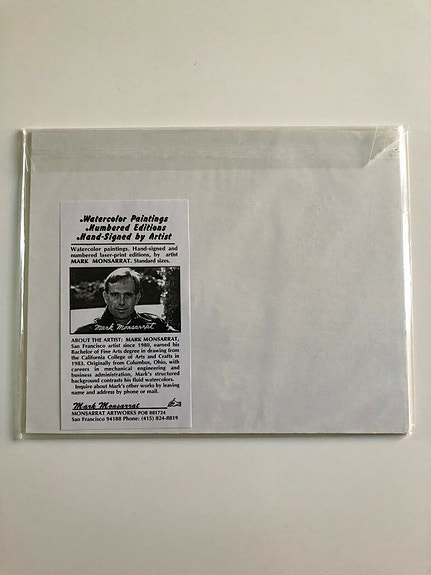 Watercolor Paintings
Numbered Editions
Hand-Signed by Artist
Watercolor paintings. Hand-signed and
numbered laser-print editions, by artist
MARK MONSARRAT. Standard sizes.
Mark Monsarrat
ABOUT THE ARTIST: MARK MONSARRAT,
San Francisco artist since 1980, earned his
Bachelor of Fine Arts degree in drawing from
the California College of Arts and Crafts in
1983. Originally from Columbus, Ohio, with
careers in mechanical engineering and
business administration, Mark's structured
background contrasts his fluid watercolors.
Inquire about Mark's other works by leaving
name and address by phone or mail.
Mark Monsarrat
MONSARRAT ARTWORKS POB 881724
San Francisco 94188 Phone: (415) 824-8819